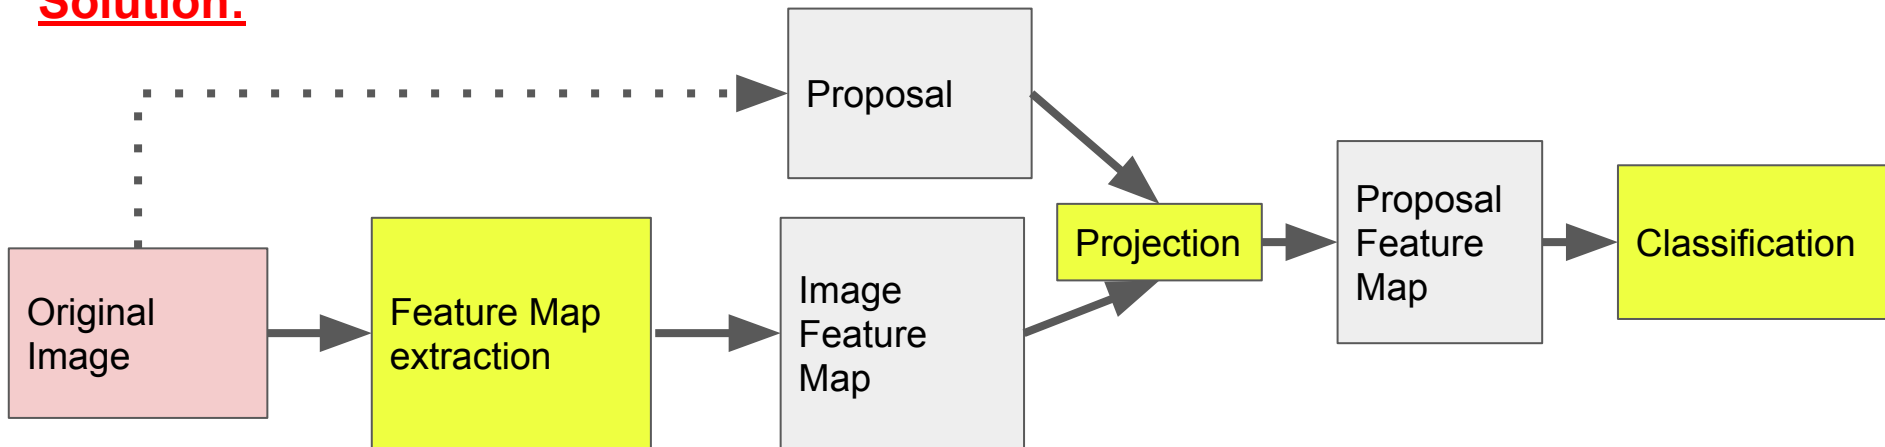 Solution:
Proposal
Original
Image
Feature Map
extraction
Image
Feature
Map
Projection
Proposal
Feature
Map
Classification